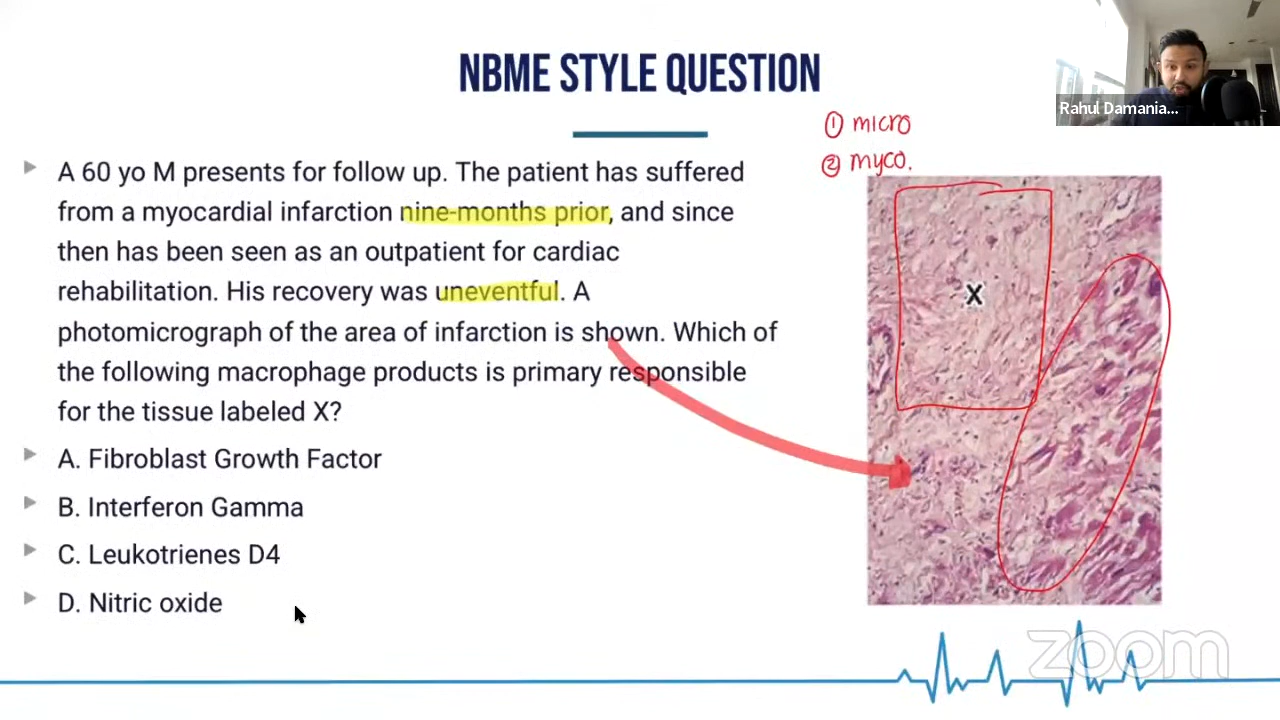 NBME STYLE QUESTION
Rahul Damania...
① micro
② myco.
A 60 yo M presents for follow up. The patient has suffered
from a myocardial infarction nine-months prior, and since
then has been seen as an outpatient for cardiac
rehabilitation. His recovery was uneventful. A
photomicrograph of the area of infarction is shown. Which of
the following macrophage products is primary responsible
for the tissue labeled X?
X
A. Fibroblast Growth Factor
B. Interferon Gamma
C. Leukotrienes D4
D. Nitric oxide
zoom